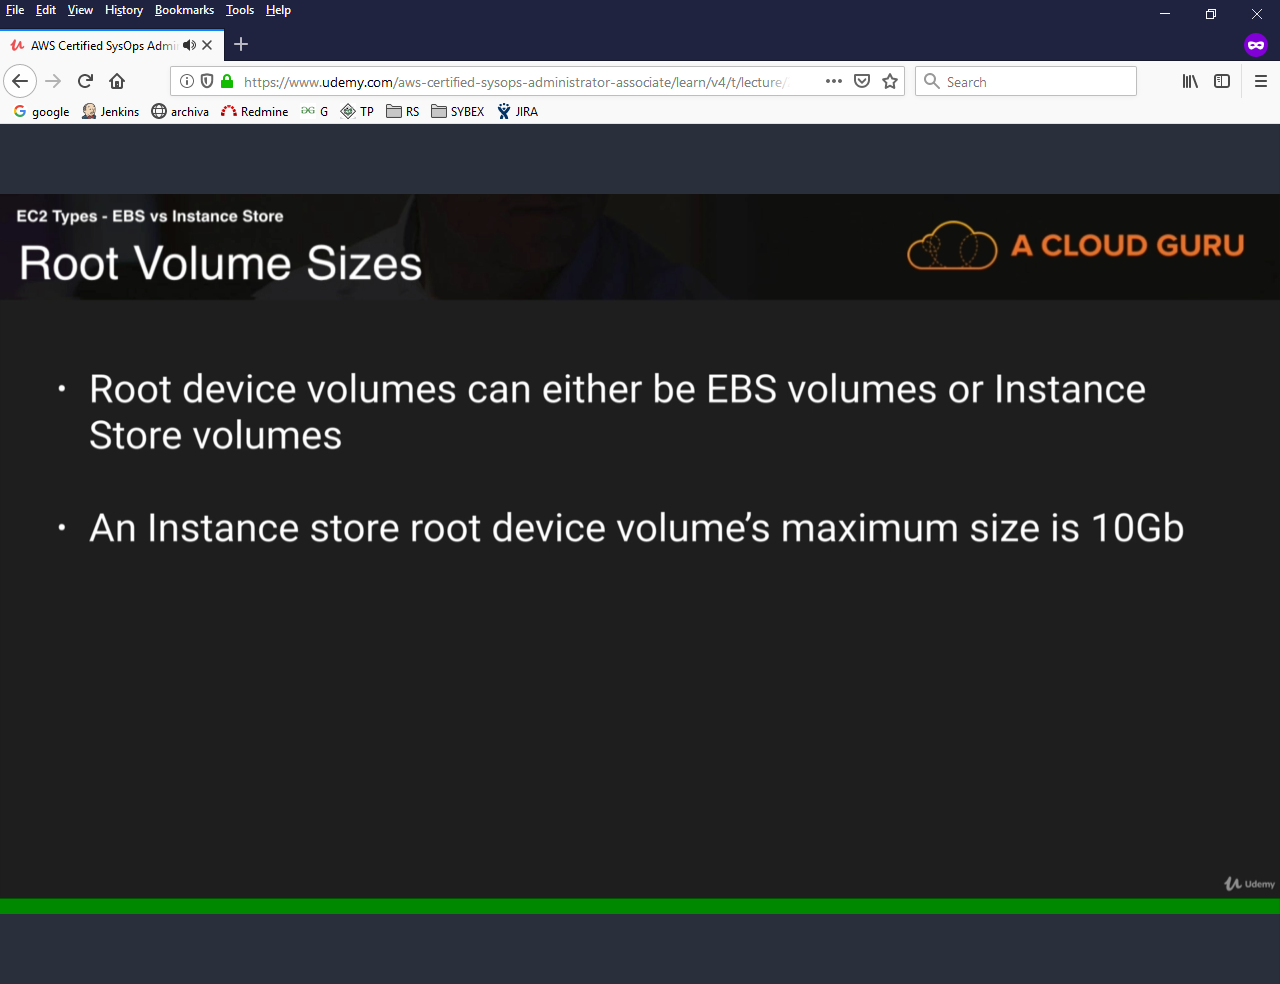 File Edit View History Bookmarks Tools Help
AWS Certified SysOps Admi
https://www.udemy.com/aws-certified-sysops-administrator-associate/learn/v4/t/lecture/
Search
google Jenkins archiva Redmine G TP RS SYBEX JIRA
EC2 Types - EBS vs Instance Store
Root Volume Sizes
A CLOUD GURU
• Root device volumes can either be EBS volumes or Instance
Store volumes
• An Instance store root device volume’s maximum size is 10Gb
Udemy